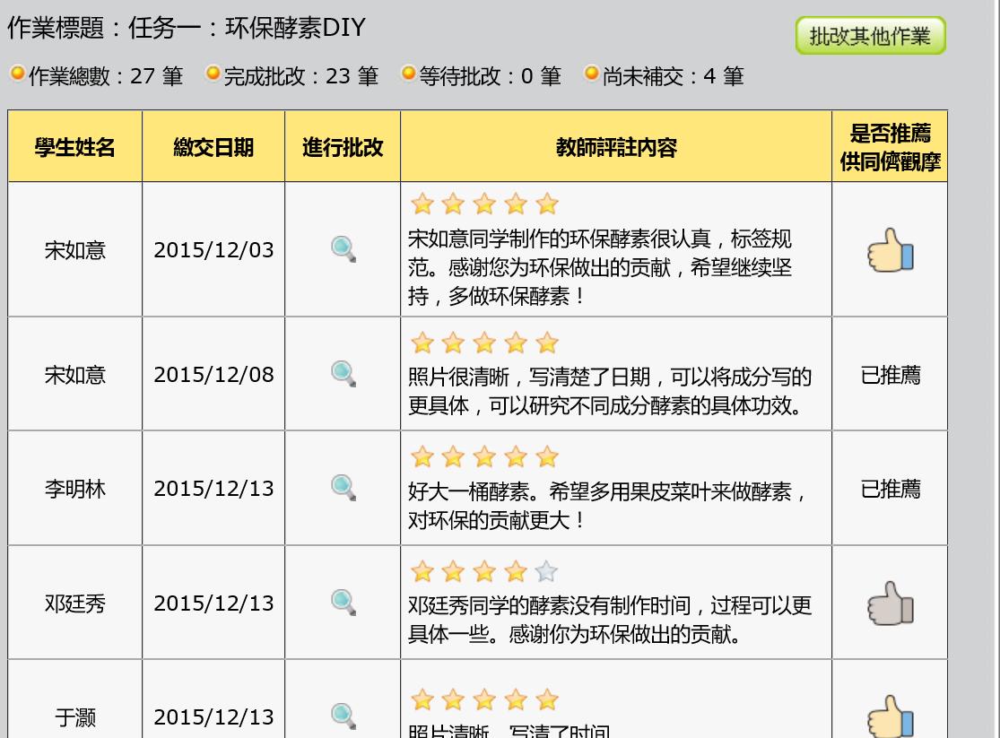 作業標題：任务一：环保酵素DIY
批改其他作業
作業總數：27 筆 完成批改：23 筆 等待批改：0 筆 尚未補交：4 筆
學生姓名 繳交日期 進行批改 教師評註內容 是否推薦
供同儕觀摩
宋如意 2015/12/03
宋如意同学制作的环保酵素很认真，标签规
范。感谢您为环保做出的贡献，希望继续坚
持，多做环保酵素！
宋如意 2015/12/08
照片很清晰，写清楚了日期，可以将成分写的
更具体，可以研究不同成分酵素的具体功效。
已推薦
李明林 2015/12/13
好大一桶酵素。希望多用果皮菜叶来做酵素，
对环保的贡献更大！
已推薦
邓廷秀 2015/12/13
邓廷秀同学的酵素没有制作时间，过程可以更
具体一些。感谢你为环保做出的贡献。
于灏 2015/12/13
照片清晰，写清了时间